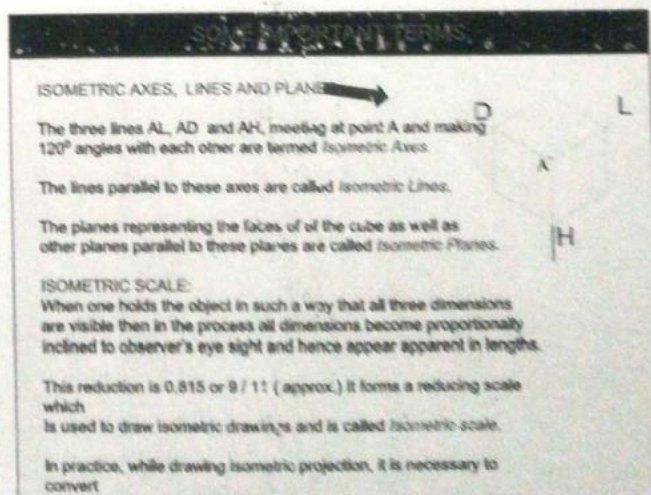 SOME IMPORTANT TERMS:
ISOMETRIC AXES, LINES AND PLANES:
The three lines AL, AD and AH, meeting at point A and making
120⁰ angles with each other are termed Isometric Axes.
The lines parallel to these axes are called Isometric Lines.
The planes representing the faces of of the cube as well as
other planes parallel to these planes are called Isometric Planes.
D
L
A
H
ISOMETRIC SCALE:
When one holds the object in such a way that all three dimensions
are visible then in the process all dimensions become proportionally
inclined to observer's eye sight and hence appear apparent in lengths.
This reduction is 0.815 or 9 / 11 ( approx.) It forms a reducing scale
which
Is used to draw isometric drawings and is called Isometric scale.
In practice, while drawing isometric projection, it is necessary to
convert